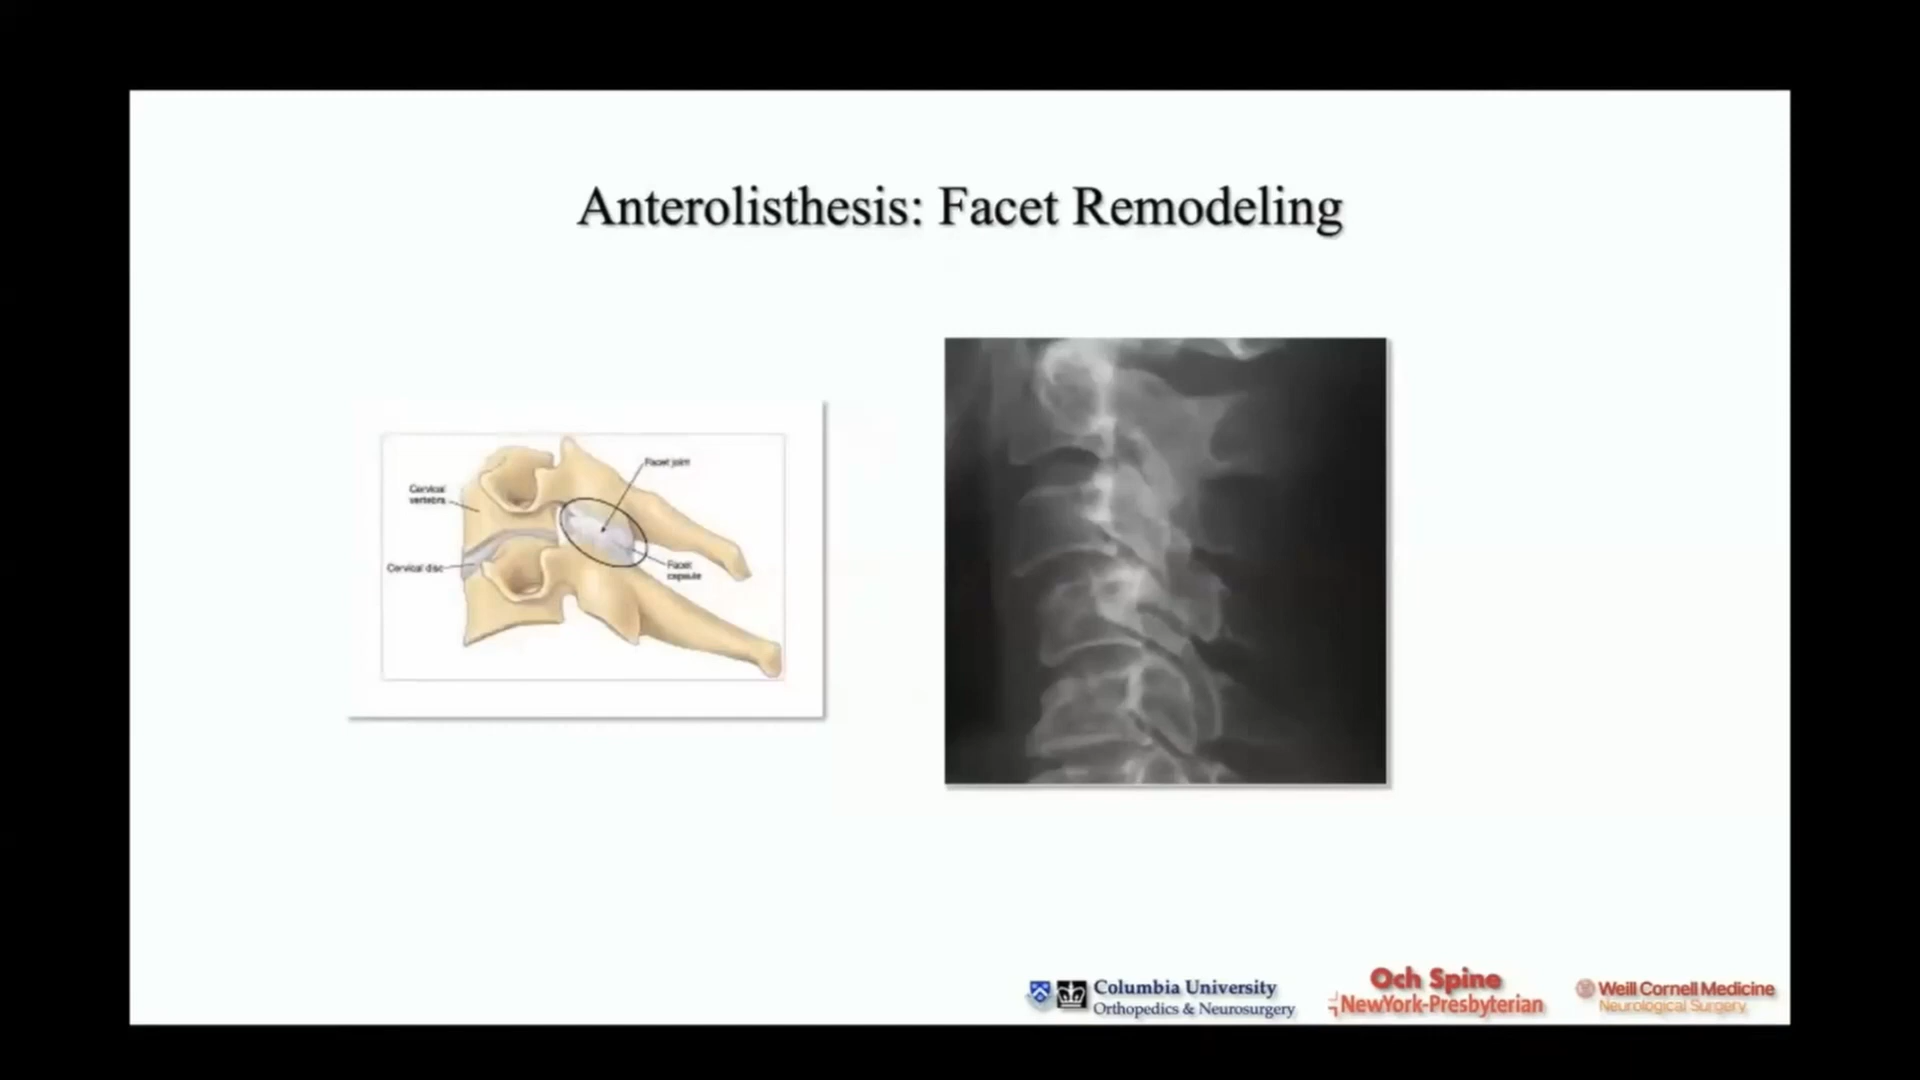 Anterolisthesis: Facet Remodeling
Facet joint
Cervical
vertebra
Cervical disc
Facet
capsule
Columbia University
Orthopedics & Neurosurgery
Och Spine
NewYork-Presbyterian
Weill Cornell Medicine
Neurological Surgery